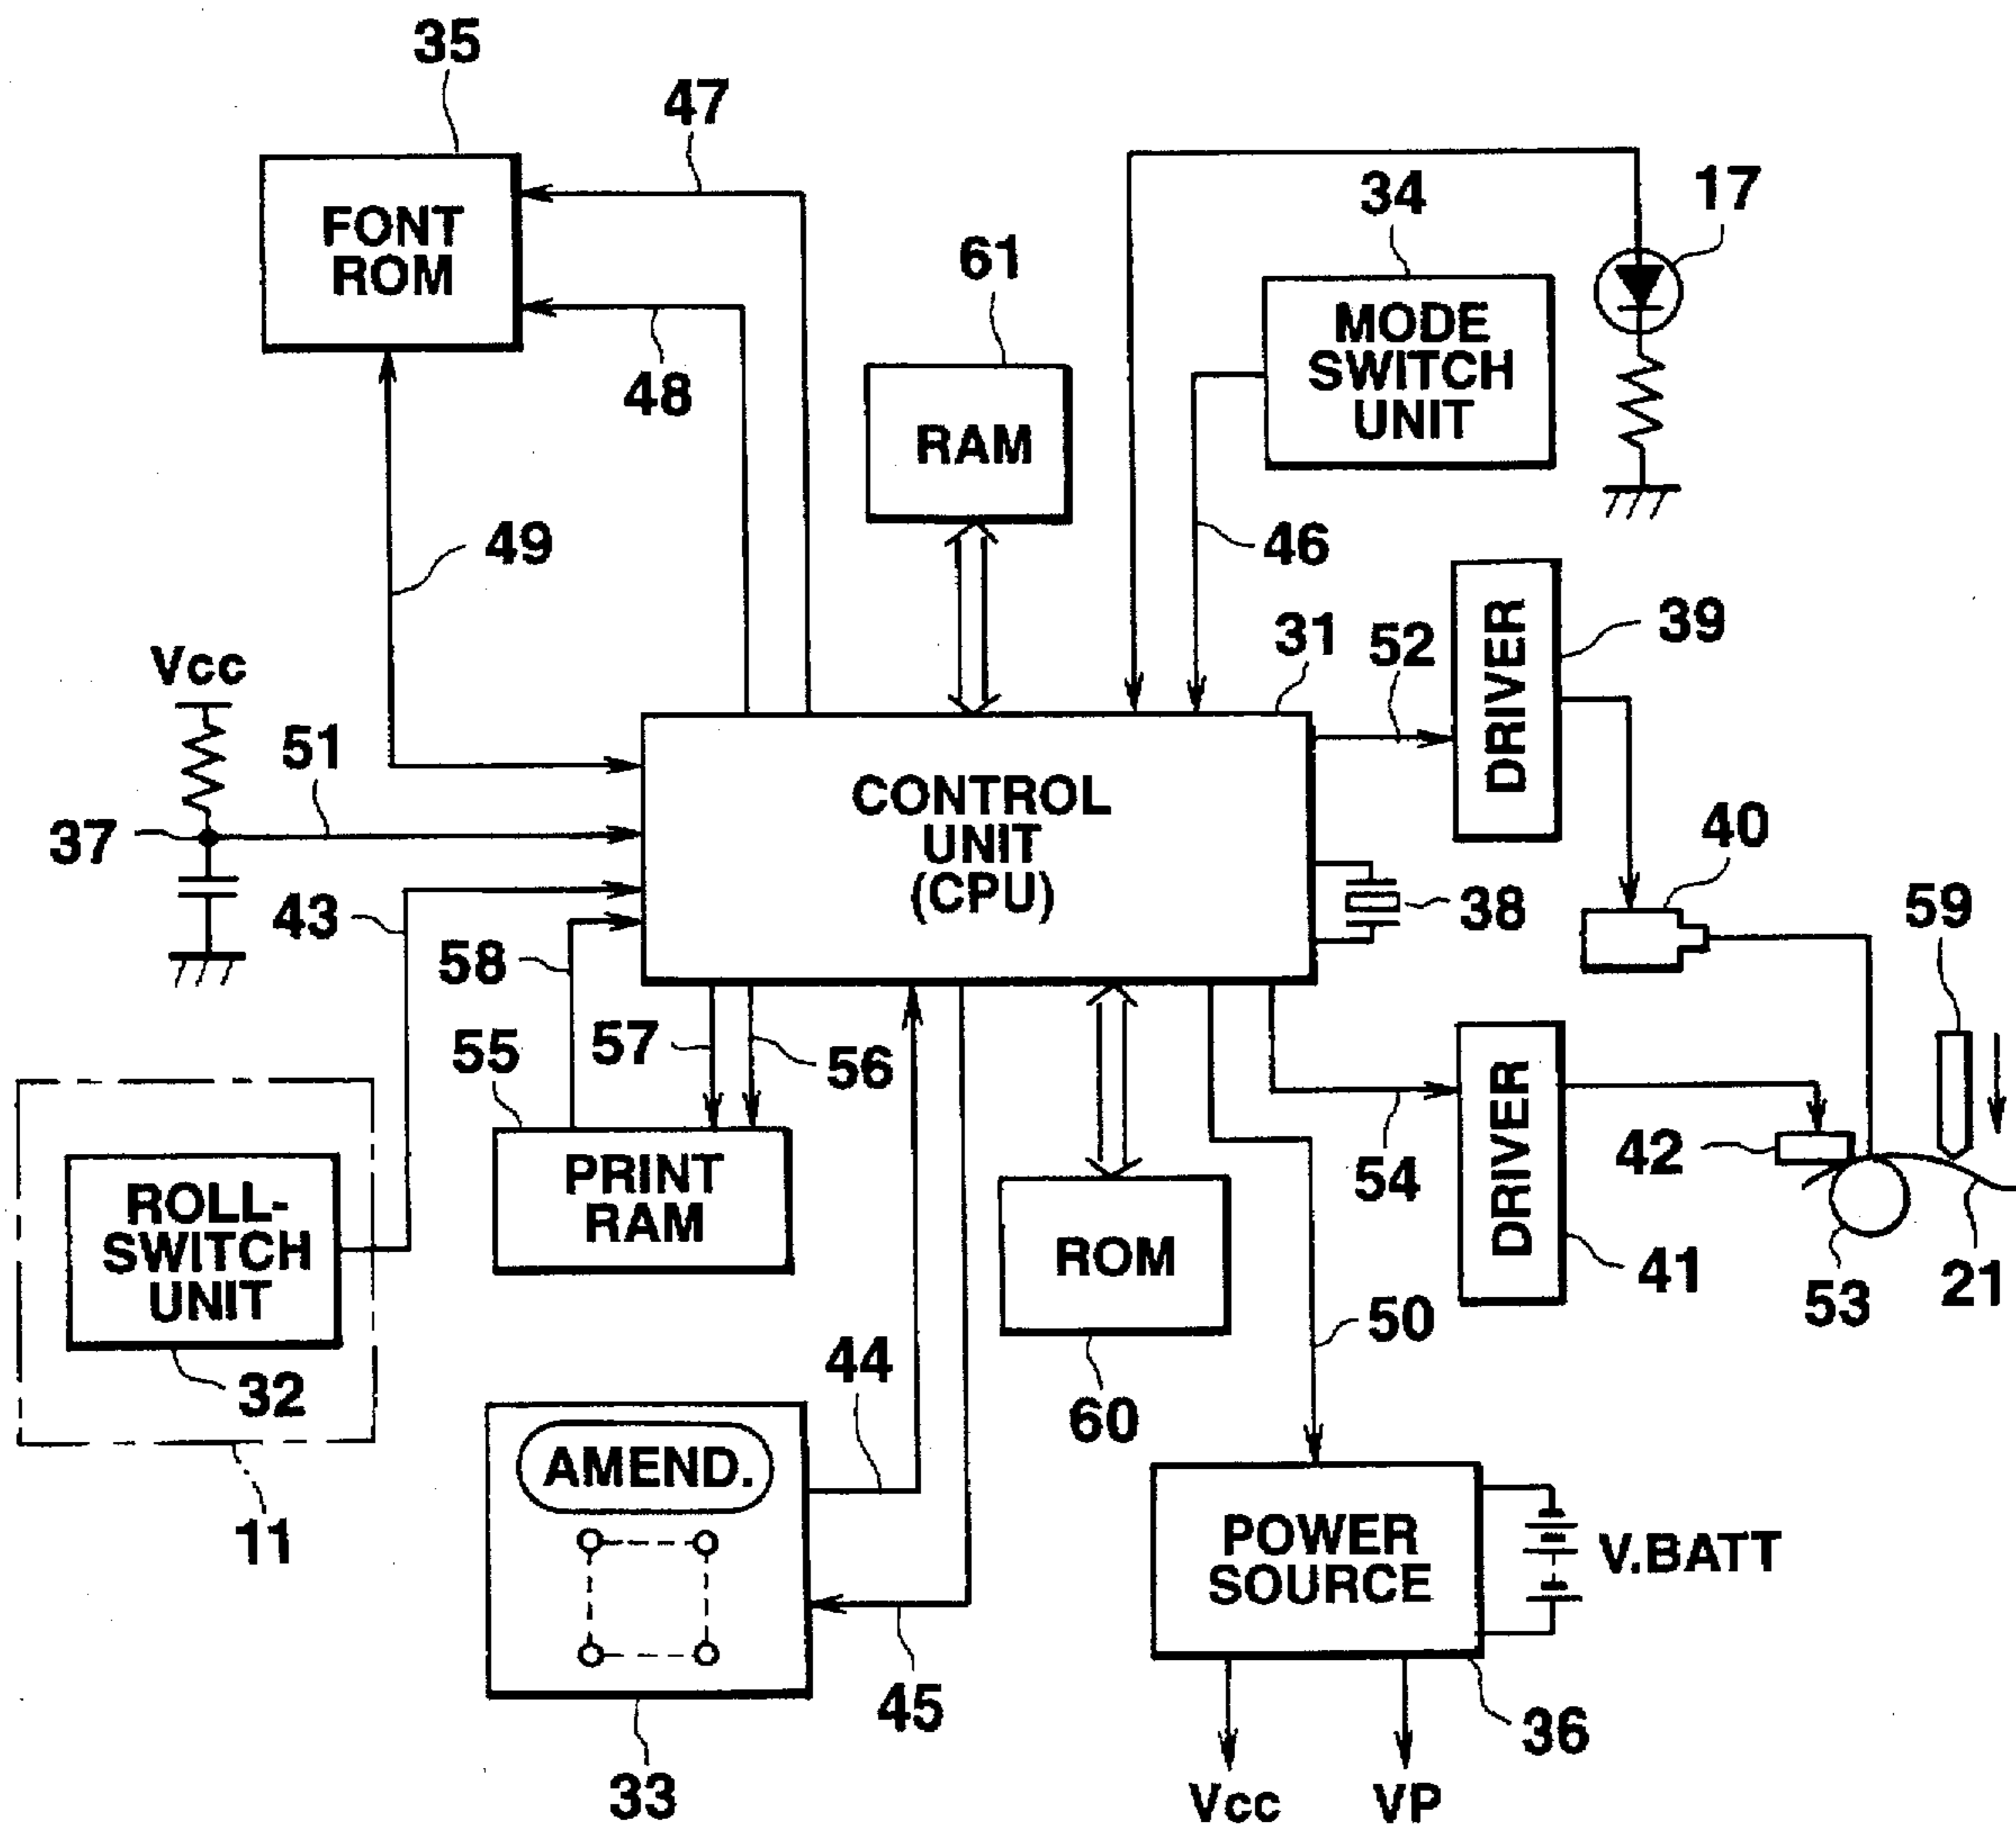 35
47
34
17
FONT
ROM
61
MODE
SWITCH
UNIT
48
RAM
49
46
31
52
39
DRIVER
Vcc
51
37
CONTROL
UNIT
(CPU)
40
43
38
59
58
55
57
56
DRIVER
42
54
ROLL-
SWITCH
UNIT
PRINT
RAM
ROM
41
53
21
32
44
60
50
11
AMEND.
POWER
SOURCE
V.BATT
45
36
33
Vcc
VP